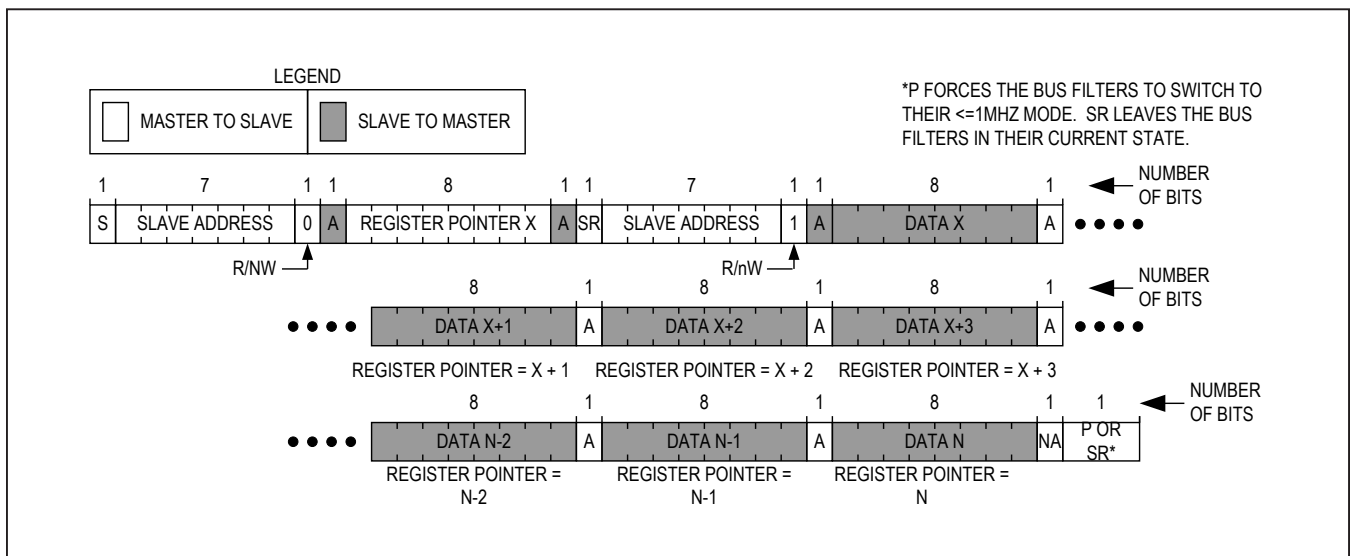 LEGEND
MASTER TO SLAVE
SLAVE TO MASTER
*P FORCES THE BUS FILTERS TO SWITCH TO
THEIR <=1MHZ MODE. SR LEAVES THE BUS
FILTERS IN THEIR CURRENT STATE.
1 7 1 1 8 1 1 7 1 1 8 1
NUMBER
OF BITS
S SLAVE ADDRESS 0 A REGISTER POINTER X A SR SLAVE ADDRESS 1 A DATA X A
R/NW R/nW
8 1 8 1 8 1
NUMBER
OF BITS
DATA X+1 A DATA X+2 A DATA X+3 A
REGISTER POINTER = X + 1 REGISTER POINTER = X + 2 REGISTER POINTER = X + 3
8 1 8 1 8 1 1
NUMBER
OF BITS
DATA N-2 A DATA N-1 A DATA N NA P OR
SR*
REGISTER POINTER =
N-2
REGISTER POINTER =
N-1
REGISTER POINTER =
N